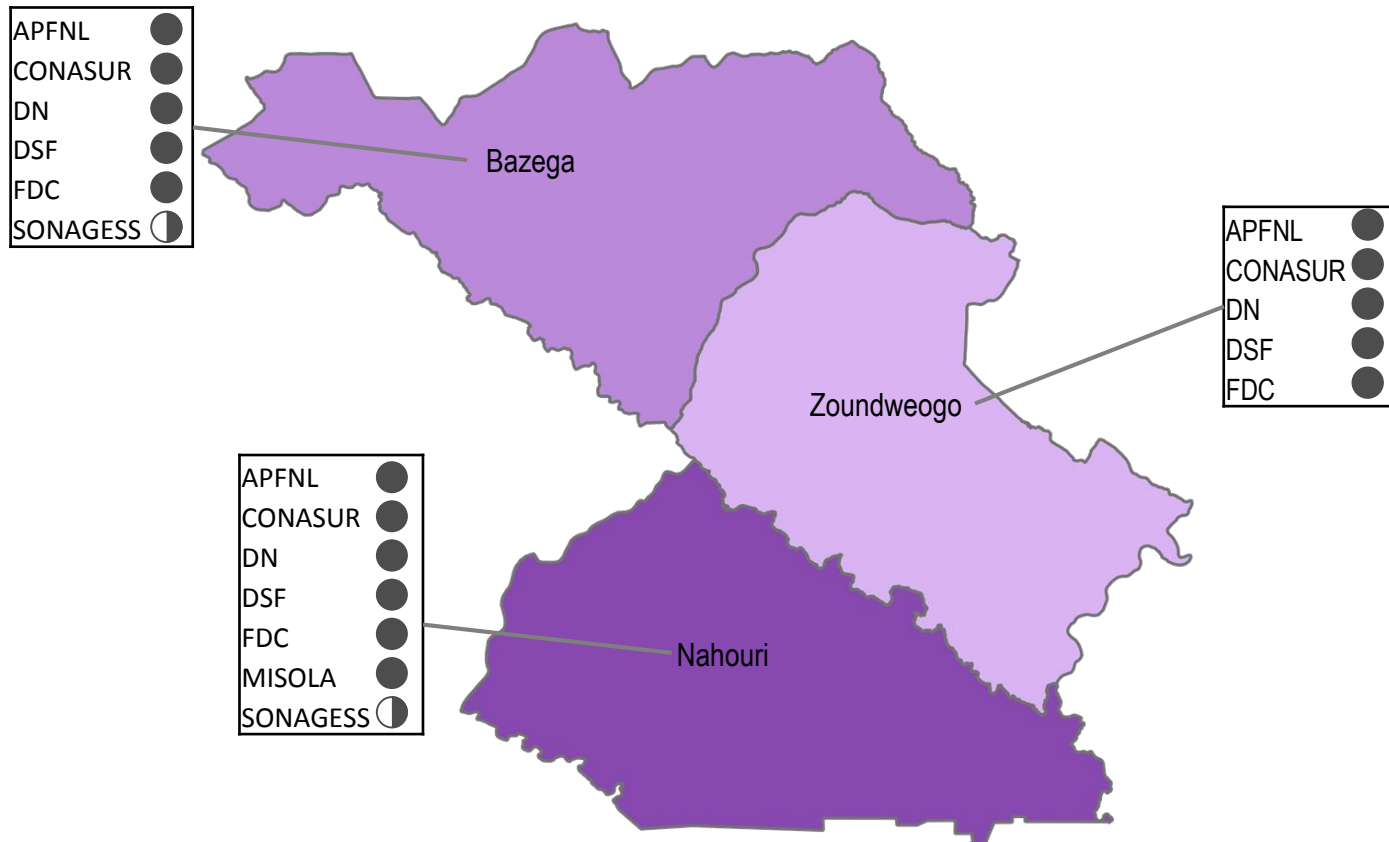 APFNL
CONASUR
DN
DSF
FDC
SONAGESS
Bazega
APFNL
CONASUR
DN
DSF
FDC
Zoundweogo
APFNL
CONASUR
DN
DSF
FDC
MISOLA
SONAGESS
Nahouri